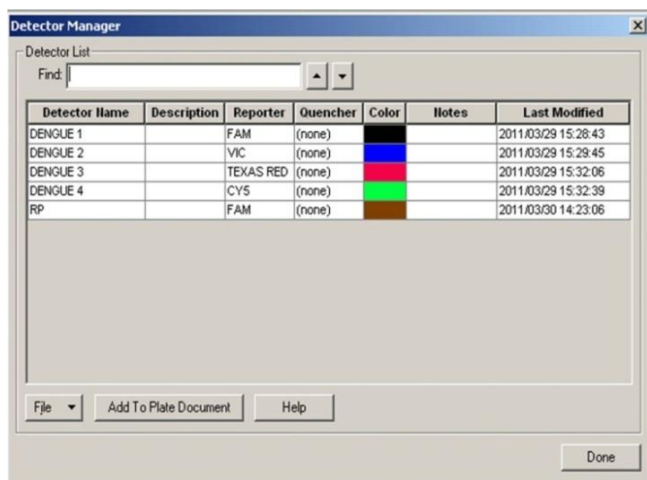 Detector Manager
Detector List
Find:
Detector Name Description Reporter Quencher Color Notes Last Modified
DENGUE 1 FAM (none) 2011/03/29 15:28:43
DENGUE 2 VIC (none) 2011/03/29 15:29:45
DENGUE 3 TEXAS RED (none) 2011/03/29 15:32:06
DENGUE 4 CY5 (none) 2011/03/29 15:32:39
RP FAM (none) 2011/03/30 14:23:06
File Add To Plate Document Help
Done